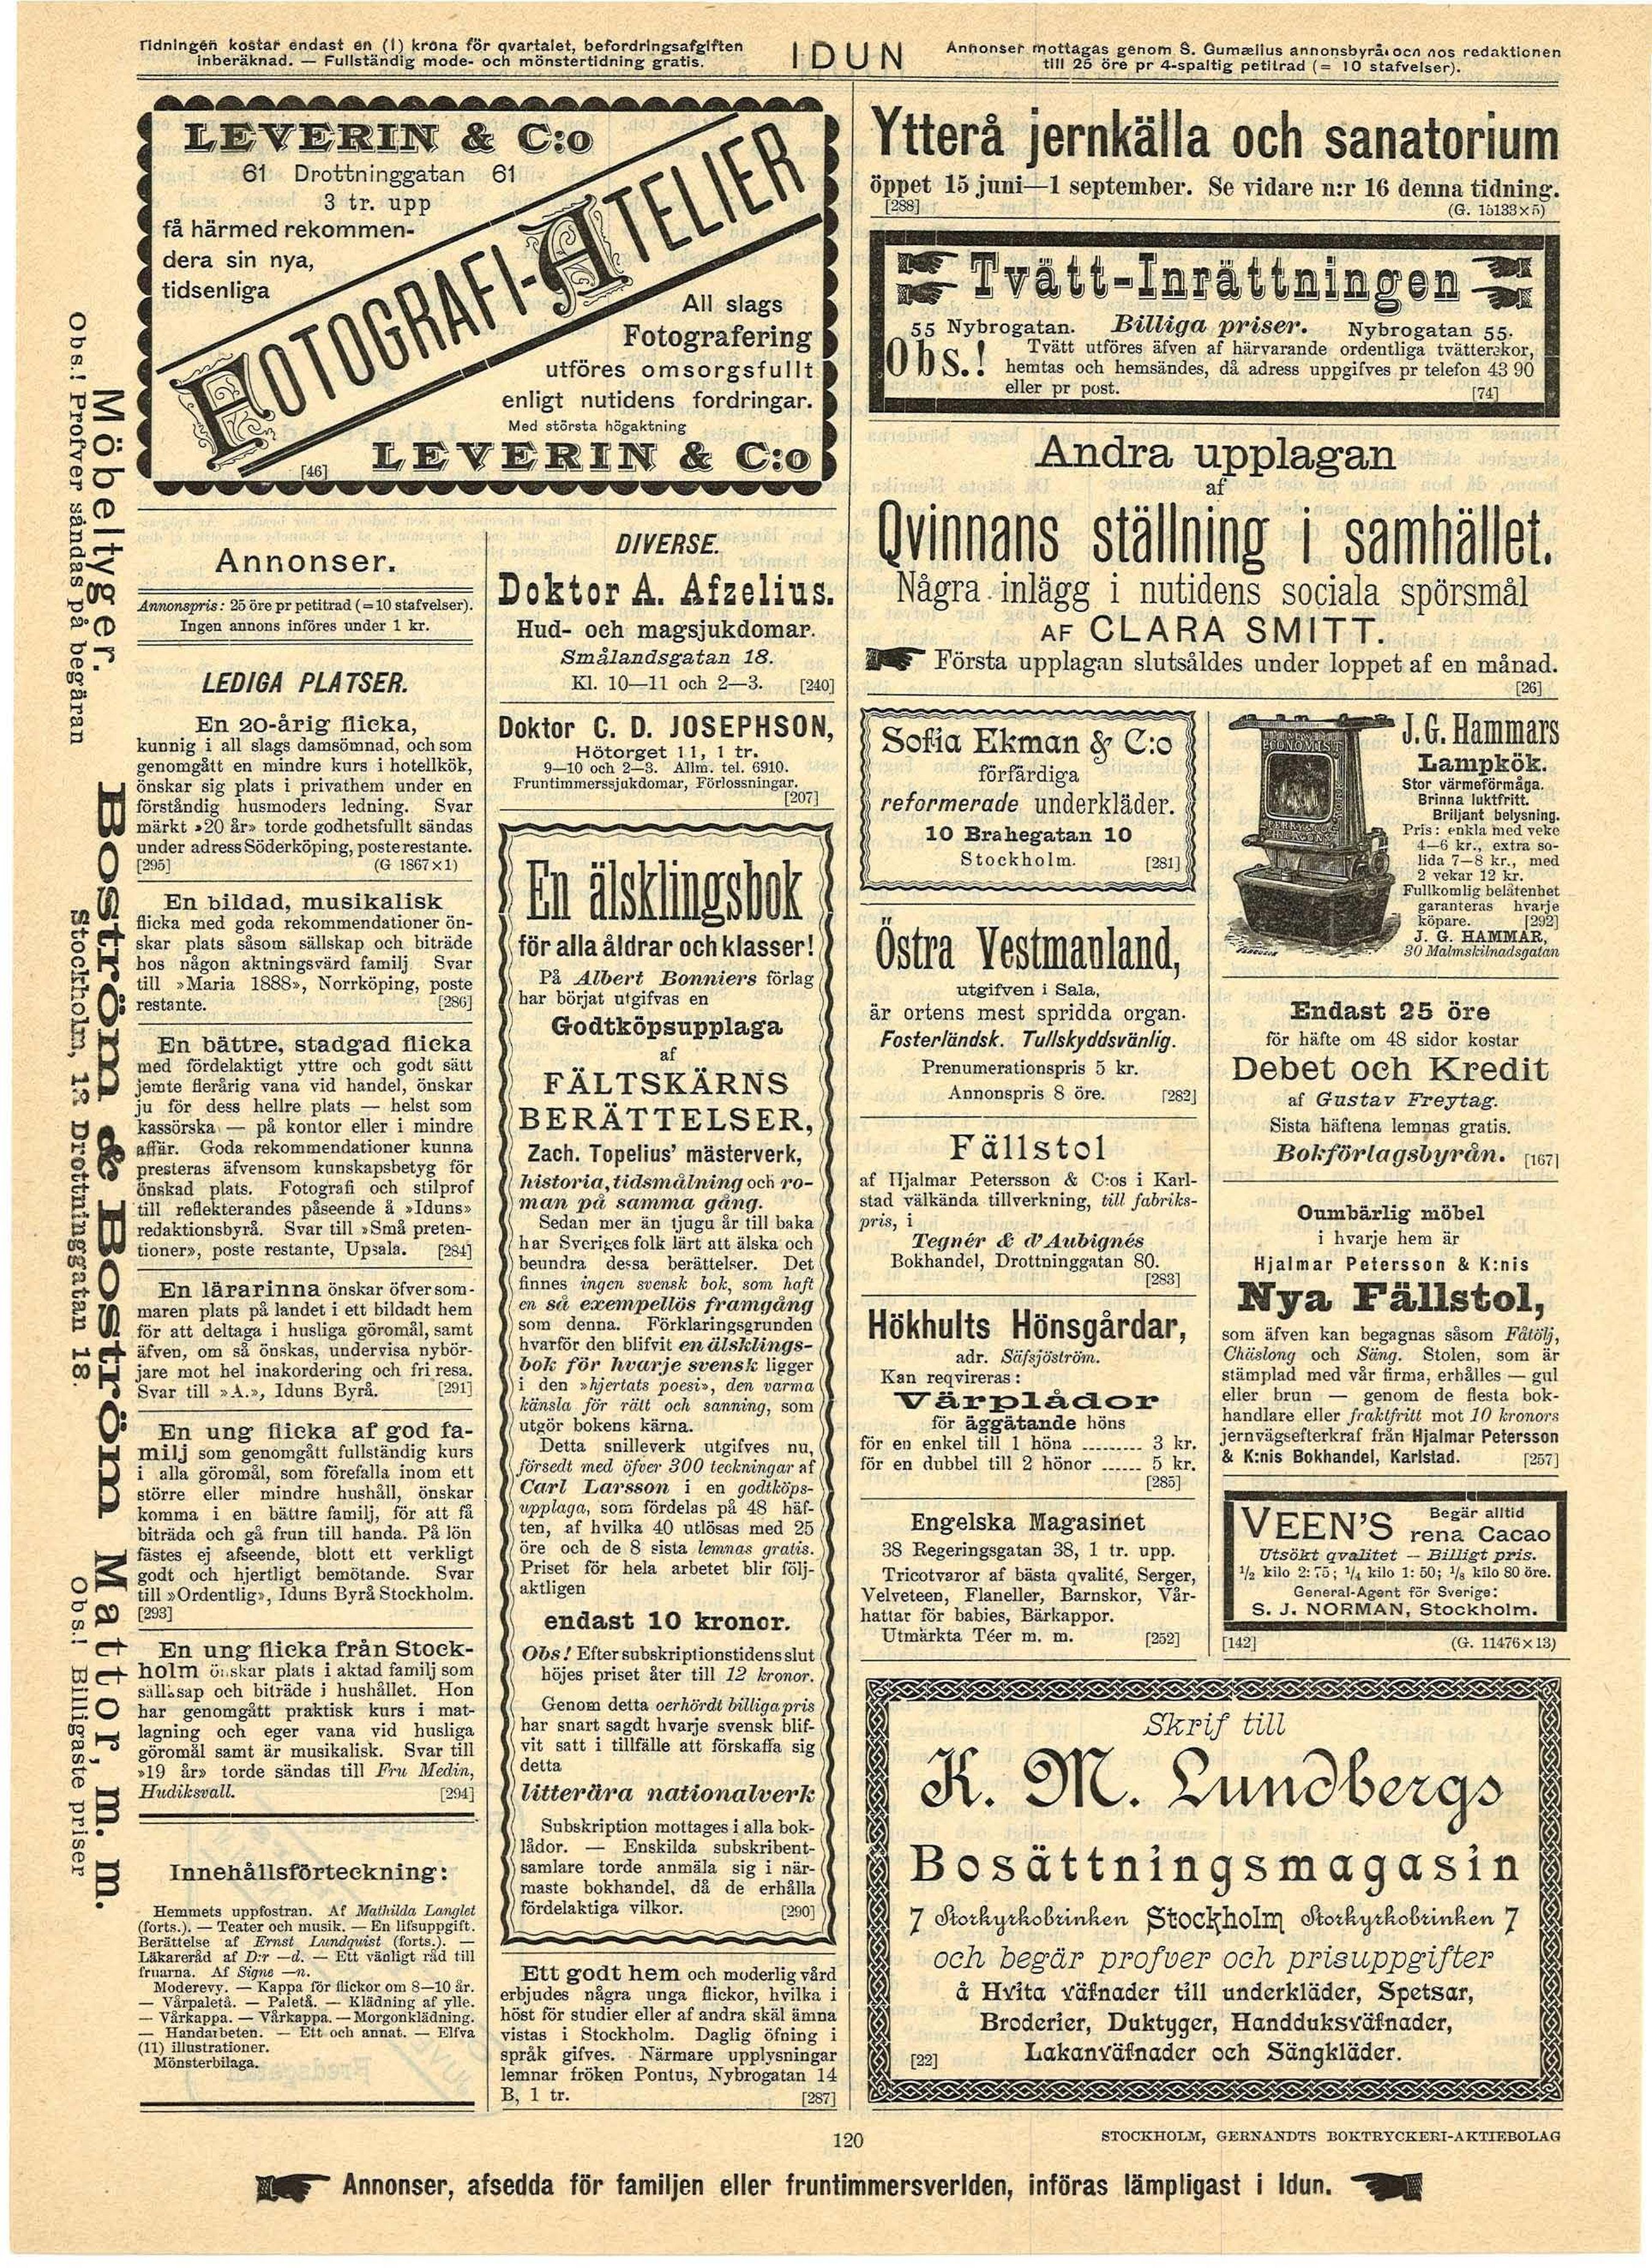 Tidningen kostar endast en (1) krona för qvartalet, befordringsafgiften
inberäknad. — Fullständig mode- och mönstertidning gratis.
IDUN
Annonser mottagas genom S. Gumælius annonsbyrå och hos redaktionen
till 25 öre pr 4-spaltig petitrad (= 10 stafvelser).
Obs.! Profver såndas på begäran Stockholm, 18 Drottninggatan 18. Obs.! Billigaste priser
Möbeltyger. Boström & Boström Mattor, m. m.
LEVERIN & C:o
61 Drottninggatan 61
3 tr. upp
få härmed rekommen-
dera sin nya,
tidsenliga
FOTOGRAFI-ATELIER
All slags
Fotografering
utföres omsorgsfullt
enligt nutidens fordringar.
Med största högaktning
[46] LEVERIN & C:o
Annonser.
Annonspris: 25 öre pr petitrad (=10 stafvelser).
Ingen annons införes under 1 kr.
LEDIGA PLATSER.
En 20-årig flicka,
kunnig i all slags damsömnad, och som
genomgått en mindre kurs i hotellkök,
önskar sig plats i privathem under en
förståndig husmoders ledning. Svar
märkt »20 år» torde godhetsfullt sändas
under adress Söderköping, poste restante.
[295] (G 1867×1)
En bildad, musikalisk
flicka med goda rekommendationer ön-
skar plats såsom sällskap och biträde
hos någon aktningsvärd familj. Svar
till »Maria 1888», Norrköping, poste
restante. [286]
En bättre, stadgad flicka
med fördelaktigt yttre och godt sätt
jemte flerårig vana vid handel, önskar
ju för dess hellre plats — helst som
kassörska — på kontor eller i mindre
affär. Goda rekommendationer kunna
presteras äfvensom kunskapsbetyg för
önskad plats. Fotografi och stilprof
till reflekterandes påseende å »Iduns»
redaktionsbyrå. Svar till »Små preten-
tioner», poste restante, Upsala. [284]
En lärarinna önskar öfver som-
maren plats på landet i ett bildadt hem
för att deltaga i husliga göromål, samt
äfven, om så önskas, undervisa nybör-
jare mot hel inakordering och fri resa.
Svar till »A.», Iduns Byrå. [291]
En ung flicka af god fa-
milj som genomgått fullständig kurs
i alla göromål, som förefalla inom ett
större eller mindre hushåll, önskar
komma i en bättre familj, för att få
biträda och gå frun till handa. På lön
fästes ej afseende, blott ett verkligt
godt och hjertligt bemötande. Svar
till »Ordentlig», Iduns Byrå Stockholm.
[293]
En ung flicka från Stock-
holm önskar plats i aktad familj som
sällsap och biträde i hushållet. Hon
har genomgått praktisk kurs i mat-
lagning och eger vana vid husliga
göromål samt är musikalisk. Svar till
»19 år» torde sändas till Fru Medin,
Hudiksvall. [294]
Innehållsförteckning:
Hemmets uppfostran. Af Mathilda Langlet
(forts.). — Teater och musik. — En lifsuppgift.
Berättelse af Ernst Lundquist (forts.). —
Läkareråd af D:r —d. — Ett vänligt råd till
fruarna. Af Signe —n.
Moderevy. — Kappa för flickor om 8—10 år.
— Vårpaletå. — Paletå. — Klädning af ylle.
— Vårkappa. — Vårkappa. — Morgonklädning.
— Handarbeten. — Ett och annat. — Elfva
(11) illustrationer.
Mönsterbilaga.
DIVERSE.
Doktor A. Afzelius.
Hud- och magsjukdomar.
Smålandsgatan 18.
Kl. 10—11 och 2—3. [240]
Doktor C. D. JOSEPHSON,
Hötorget 11, 1 tr.
9—10 och 2—3. Allm. tel. 6910.
Fruntimmerssjukdomar, Förlossningar.
[207]
En älsklingsbok
för alla åldrar och klasser!
På Albert Bonniers förlag
har börjat utgifvas en
Godtköpsupplaga
af
FÄLTSKÄRNS
BERÄTTELSER,
Zach. Topelius' mästerverk,
historia, tidsmålning och ro-
man på samma gång.
Sedan mer än tjugu år till baka
har Sveriges folk lärt att älska och
beundra dessa berättelser. Det
finnes ingen svensk bok, som haft
en så exempellös framgång
som denna. Förklaringsgrunden
hvarför den blifvit en älsklings-
bok för hvarje svensk ligger
i den »hjertats poesi», den varma
känsla för rätt och sanning, som
utgör bokens kärna.
Detta snilleverk utgifves nu,
försedt med öfver 300 teckningar af
Carl Larsson i en godtköps-
upplaga, som fördelas på 48 häf-
ten, af hvilka 40 utlösas med 25
öre och de 8 sista lemnas gratis.
Priset för hela arbetet blir följ-
aktligen
endast 10 kronor.
Obs! Efter subskriptionstidens slut
höjes priset åter till 12 kronor.
Genom detta oerhördt billiga pris
har snart sagdt hvarje svensk blif-
vit satt i tillfälle att förskaffa sig
detta
litterära nationalverk
Subskription mottages i alla bok-
lådor. — Enskilda subskribent-
samlare torde anmäla sig i när-
maste bokhandel, då de erhålla
fördelaktiga vilkor. [290]
Ett godt hem och moderlig vård
erbjudes några unga flickor, hvilka i
höst för studier eller af andra skäl ämna
vistas i Stockholm. Daglig öfning i
språk gifves. Närmare upplysningar
lemnar fröken Pontus, Nybrogatan 14
B, 1 tr. [287]
Ytterå jernkälla och sanatorium
öppet 15 juni—1 september. Se vidare n:r 16 denna tidning.
[288] (G. 15133×5)
Tvätt-Inrättningen
55 Nybrogatan. Billiga priser. Nybrogatan 55.
Obs.! Tvätt utföres äfven af härvarande ordentliga tvätterskor,
hemtas och hemsändes, då adress uppgifves pr telefon 43 90
eller pr post. [74]
Andra upplagan
af
Qvinnans ställning i samhället.
Några inlägg i nutidens sociala spörsmål
AF CLARA SMITT.
Första upplagan slutsåldes under loppet af en månad.
[26]
Sofia Ekman & C:o
förfärdiga
reformerade underkläder.
10 Brahegatan 10
Stockholm. [281]
Östra Vestmanland,
utgifven i Sala,
är ortens mest spridda organ.
Fosterländsk. Tullskyddsvänlig.
Prenumerationspris 5 kr.
Annonspris 8 öre. [282]
Fällstol
af Hjalmar Petersson & C:os i Karl-
stad välkända tillverkning, till fabriks-
pris, i
Tegnér & d'Aubignés
Bokhandel, Drottninggatan 80.
[283]
Hökhults Hönsgårdar,
adr. Säfsjöström.
Kan reqvireras:
Värplådor
för äggätande höns
för en enkel till 1 höna ......... 3 kr.
för en dubbel till 2 hönor ...... 5 kr.
[285]
Engelska Magasinet
38 Regeringsgatan 38, 1 tr. upp.
Tricotvaror af bästa qvalité, Serger,
Velveteen, Flaneller, Barnskor, Vår-
hattar för babies, Bärkappor.
Utmärkta Téer m. m. [252]
ECONOMIST
J. G. Hammars
Lampkök.
Stor värmeförmåga.
Brinna luktfritt.
Briljant belysning.
Pris: enkla med veke
4—6 kr., extra so-
lida 7—8 kr., med
2 vekar 12 kr.
Fullkomlig belåtenhet
garanteras hvarje
köpare. [292]
J. G. HAMMAR,
30 Malmskilnadsgatan
Endast 25 öre
för häfte om 48 sidor kostar
Debet och Kredit
af Gustav Freytag.
Sista häftena lemnas gratis.
Bokförlagsbyrån. [167]
Oumbärlig möbel
i hvarje hem är
Hjalmar Petersson & K:nis
Nya Fällstol,
som äfven kan begagnas såsom Fåtölj,
Chäslong och Säng. Stolen, som är
stämplad med vår firma, erhålles — gul
eller brun — genom de flesta bok-
handlare eller fraktfritt mot 10 kronors
jernvägsefterkraf från Hjalmar Petersson
& K:nis Bokhandel, Karlstad. [257]
VEEN'S Begär alltid
rena Cacao
Utsökt qvalitet — Billigt pris.
1/2 kilo 2: 75; 1/4 kilo 1: 50; 1/8 kilo 80 öre.
General-Agent för Sverige:
S. J. NORMAN, Stockholm.
[142] (G. 11476×13)
Skrif till
K. M. Lundbergs
Bosättningsmagasin
7 Storkyrkobrinken Stockholm Storkyrkobrinken 7
och begär profver och prisuppgifter
å Hvita väfnader till underkläder, Spetsar,
Broderier, Duktyger, Handduksväfnader,
[22] Lakanväfnader och Sängkläder.
120
STOCKHOLM, GERNANDTS BOKTRYCKERI-AKTIEBOLAG
Annonser, afsedda för familjen eller fruntimmersverlden, införas lämpligast i Idun.